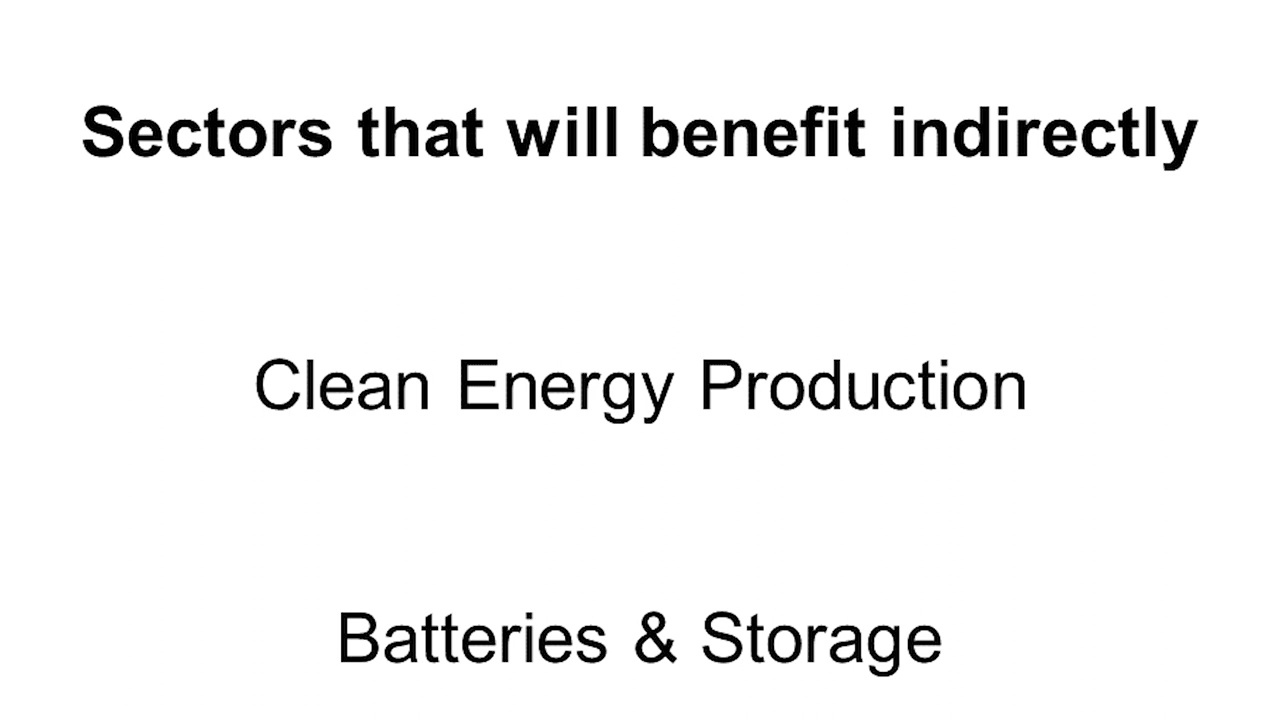 Sectors that will benefit indirectly
Clean Energy Production
Batteries & Storage